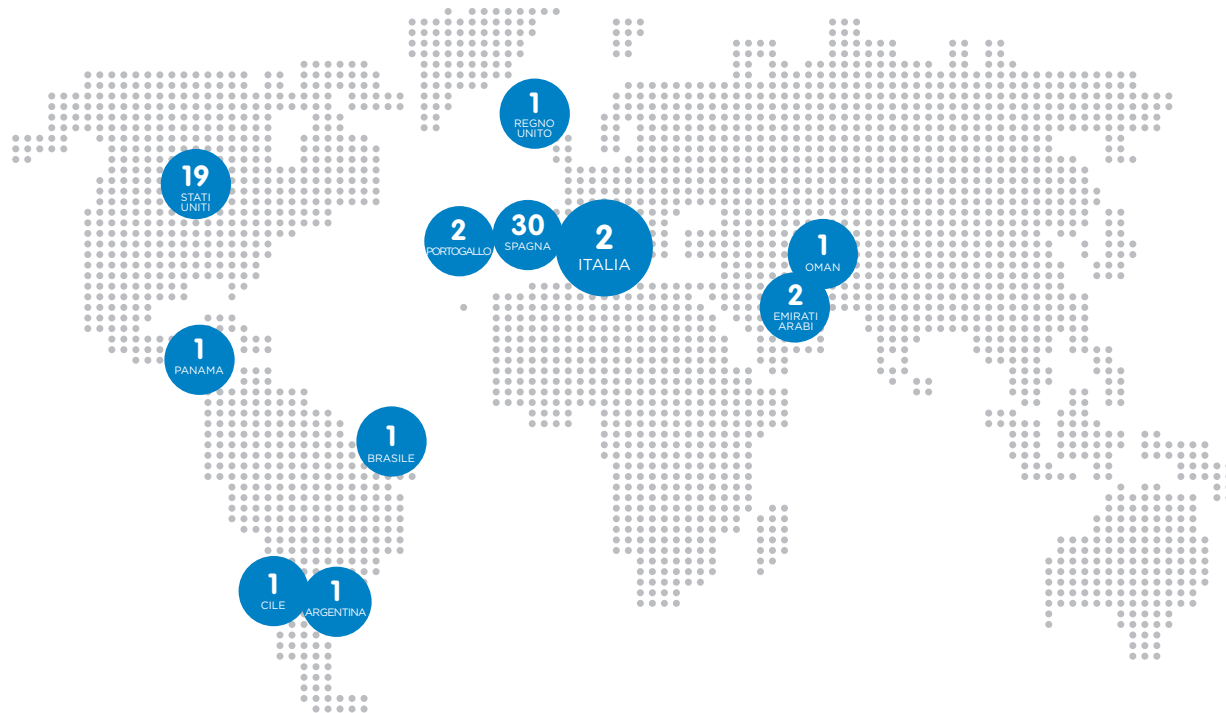 1
REGNO
UNITO
19
STATI
UNITI
2
PORTOGALLO
30
SPAGNA
2
ITALIA
1
OMAN
2
EMIRATI
ARABI
1
PANAMA
1
BRASILE
1
CILE
1
ARGENTINA